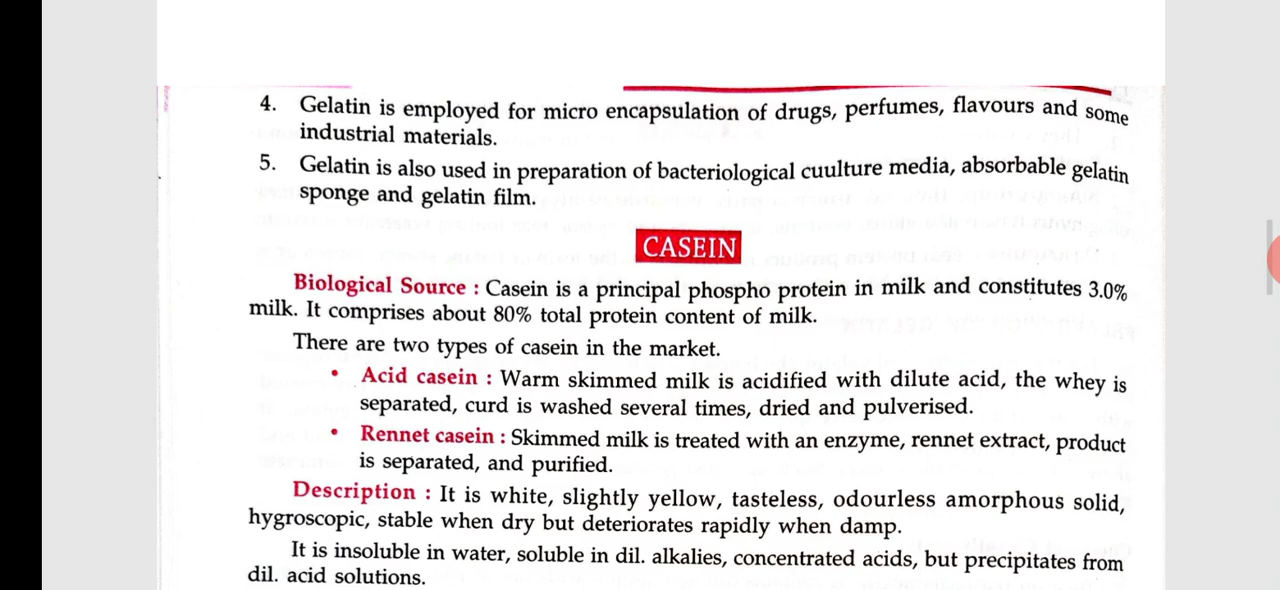 4. Gelatin is employed for micro encapsulation of drugs, perfumes, flavours and some
industrial materials.
5. Gelatin is also used in preparation of bacteriological cuulture media, absorbable gelatin
sponge and gelatin film.
CASEIN
Biological Source : Casein is a principal phospho protein in milk and constitutes 3.0%
milk. It comprises about 80% total protein content of milk.
There are two types of casein in the market.
• Acid casein : Warm skimmed milk is acidified with dilute acid, the whey is
separated, curd is washed several times, dried and pulverised.
• Rennet casein : Skimmed milk is treated with an enzyme, rennet extract, product
is separated, and purified.
Description : It is white, slightly yellow, tasteless, odourless amorphous solid,
hygroscopic, stable when dry but deteriorates rapidly when damp.
It is insoluble in water, soluble in dil. alkalies, concentrated acids, but precipitates from
dil. acid solutions.